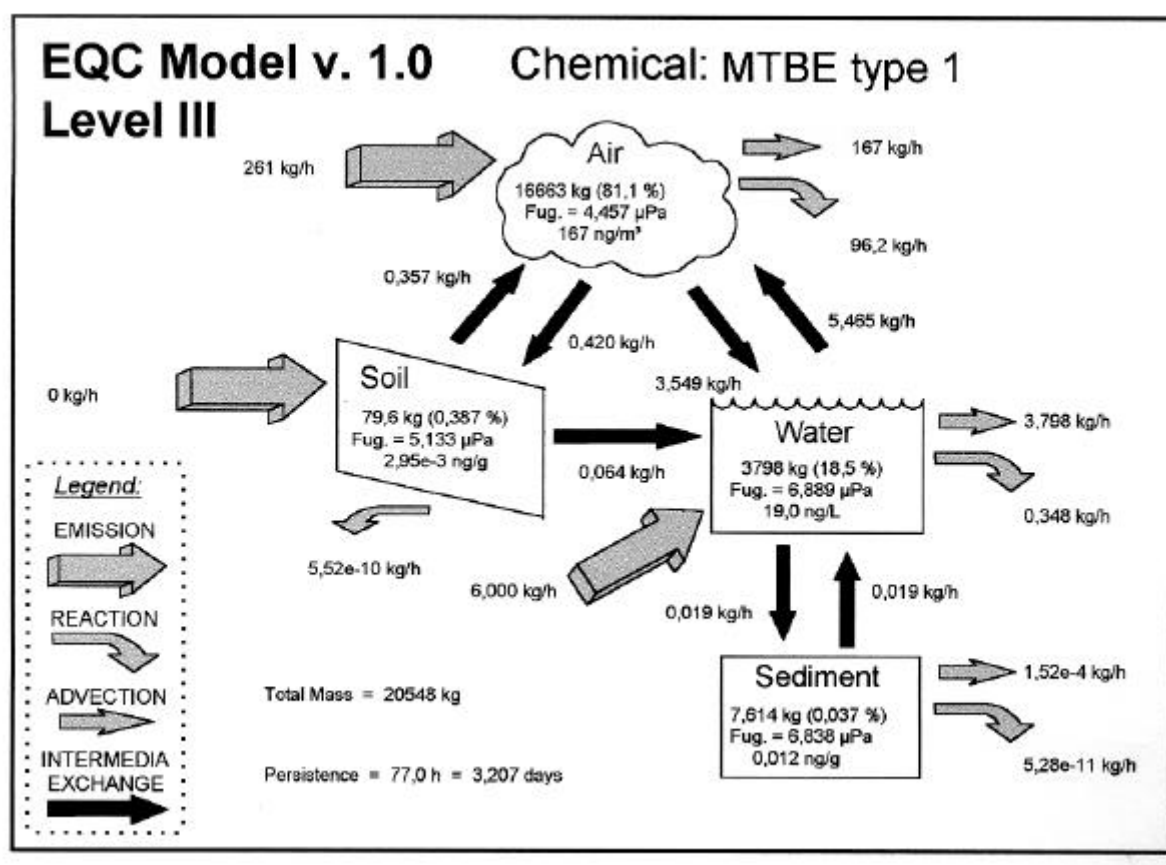 EQC Model v. 1.0
Level III
Chemical: MTBE type 1
261 kg/h
Air
16663 kg (81,1 %)
Fug. = 4,457 µPa
167 ng/m³
167 kg/h
96,2 kg/h
0,357 kg/h
0,420 kg/h
3,549 kg/h
5,465 kg/h
0 kg/h
Soil
79,6 kg (0,387 %)
Fug. = 5,133 µPa
2,95e-3 ng/g
0,064 kg/h
5,52e-10 kg/h
Water
3798 kg (18,5 %)
Fug. = 6,889 µPa
19,0 ng/L
3,798 kg/h
0,348 kg/h
6,000 kg/h
0,019 kg/h
0,019 kg/h
Sediment
7,614 kg (0,037 %)
Fug. = 6,838 µPa
0,012 ng/g
1,52e-4 kg/h
5,28e-11 kg/h
Legend:
EMISSION
REACTION
ADVECTION
INTERMEDIA
EXCHANGE
Total Mass = 20548 kg
Persistence = 77,0 h = 3,207 days